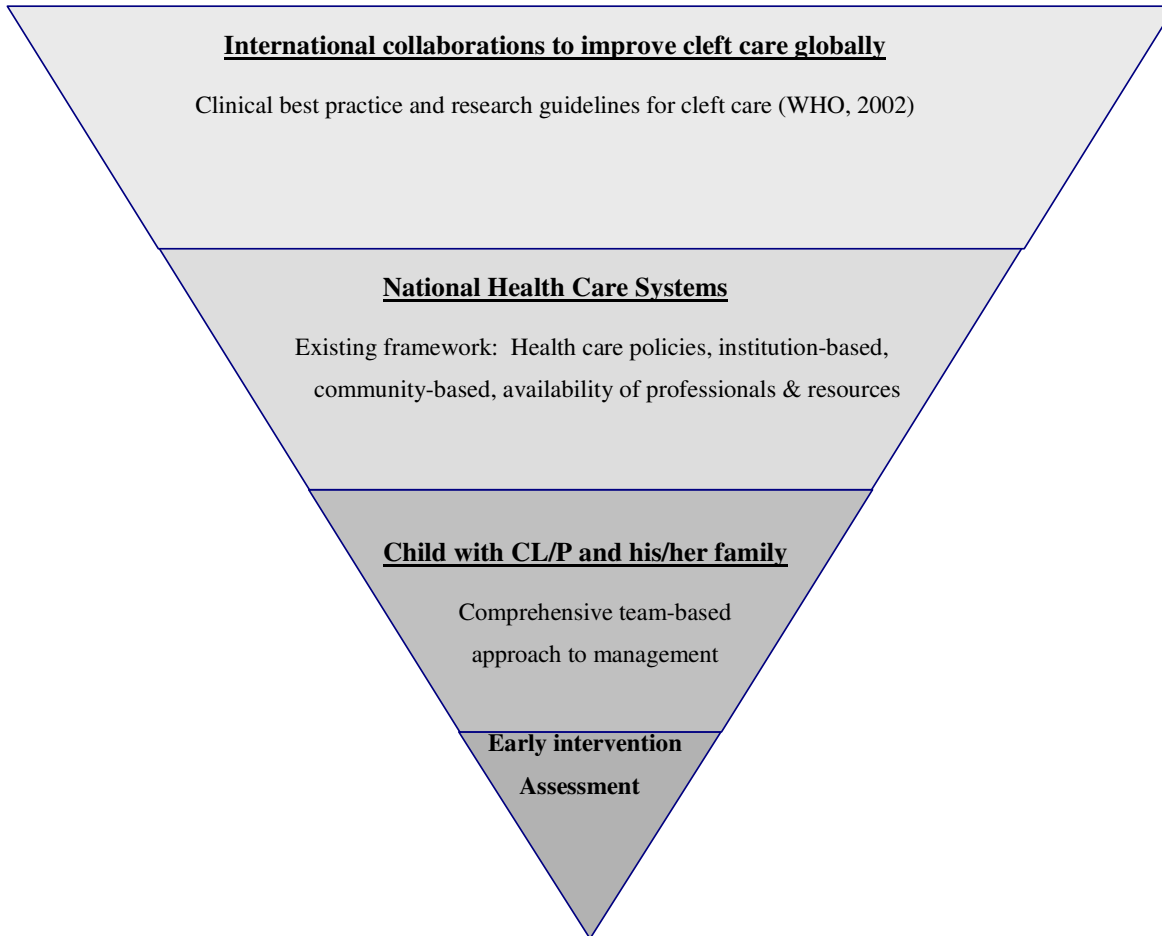 International collaborations to improve cleft care globally
Clinical best practice and research guidelines for cleft care (WHO, 2002)
National Health Care Systems
Existing framework: Health care policies, institution-based,
community-based, availability of professionals & resources
Child with CL/P and his/her family
Comprehensive team-based
approach to management
Early intervention
Assessment